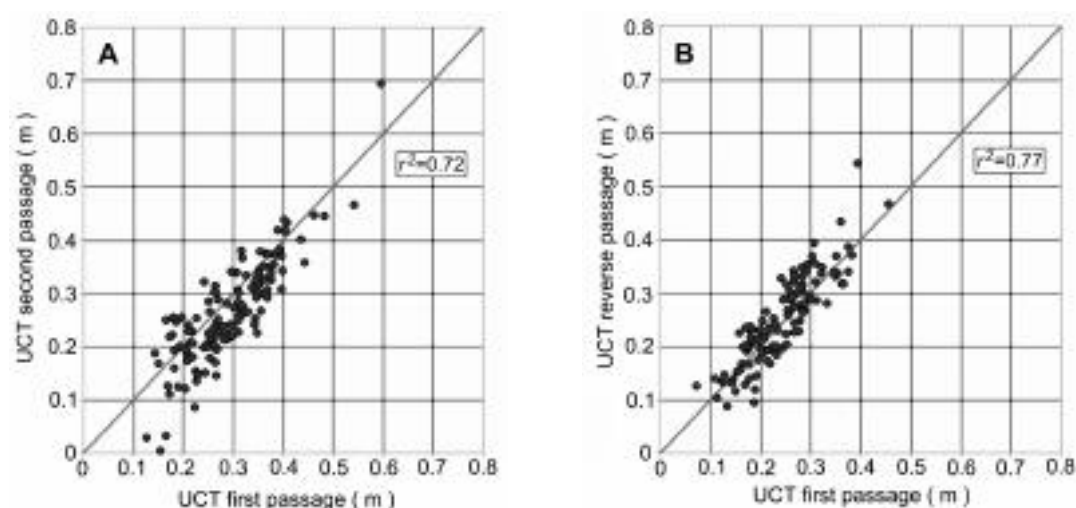 A
UCT second passage ( m )
0.8
0.7
0.6
0.5
0.4
0.3
0.2
0.1
0
r²=0.72
0 0.1 0.2 0.3 0.4 0.5 0.6 0.7 0.8
UCT first passage ( m )
B
UCT reverse passage ( m )
0.8
0.7
0.6
0.5
0.4
0.3
0.2
0.1
0
r²=0.77
0 0.1 0.2 0.3 0.4 0.5 0.6 0.7 0.8
UCT first passage ( m )